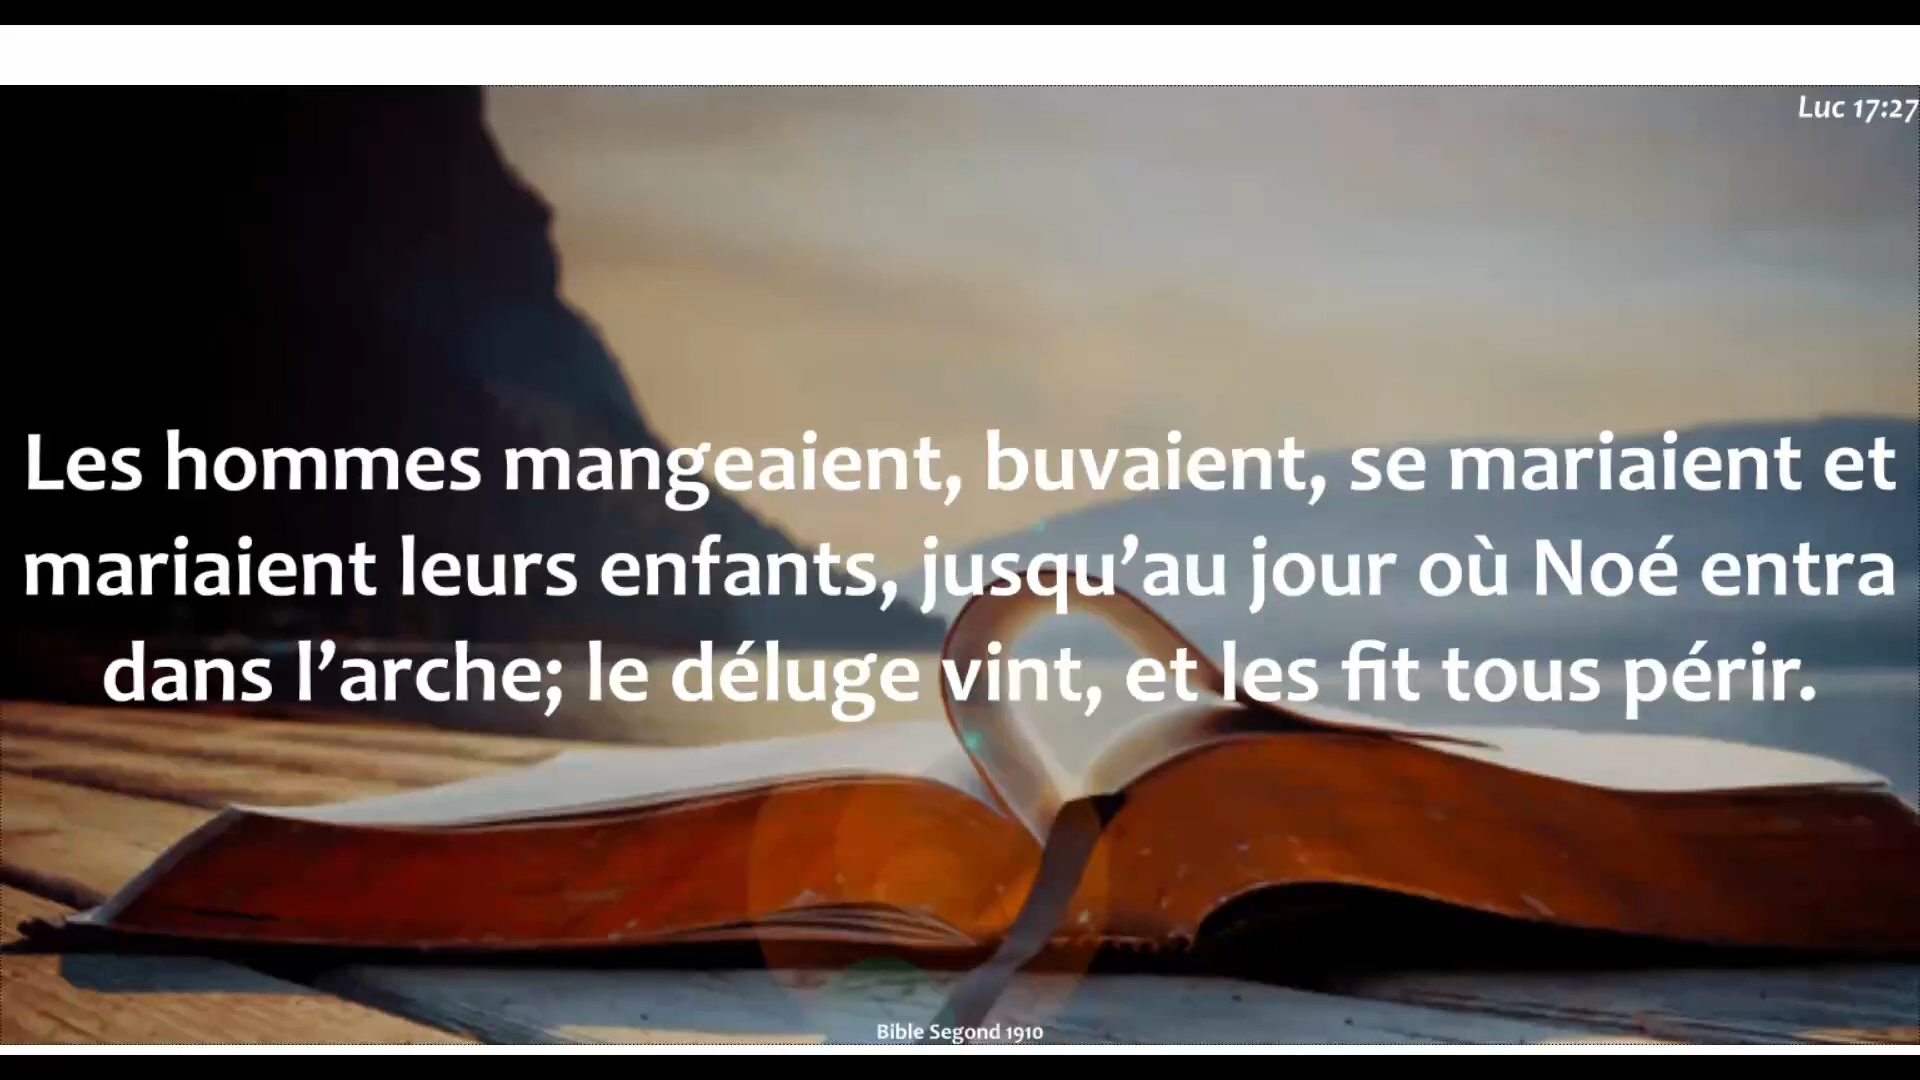 Luc 17:27
Les hommes mangeaient, buvaient, se mariaient et
mariaient leurs enfants, jusqu’au jour où Noé entra
dans l’arche; le déluge vint, et les fit tous périr.
Bible Segond 1910